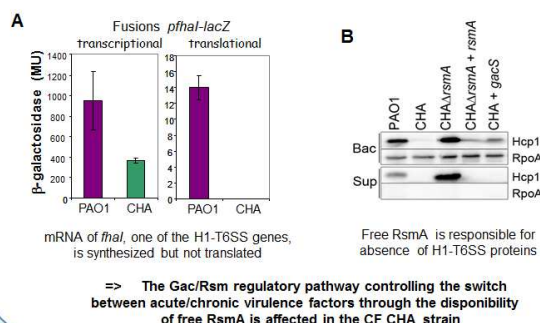 A
Fusions pfhaI-lacZ
transcriptional
translational
β-galactosidase (MU)
1400
1200
1000
800
600
400
200
0
PAO1
CHA
18
16
14
12
10
8
6
4
2
0
PAO1
CHA
mRNA of fhaI, one of the H1-T6SS genes,
is synthesized but not translated
B
PAO1
CHA
CHAΔrsmA
CHAΔrsmA + rsmA
CHA + gacS
Bac
Hcp1
RpoA
Sup
Hcp1
RpoA
Free RsmA is responsible for
absence of H1-T6SS proteins
=> The Gac/Rsm regulatory pathway controlling the switch
between acute/chronic virulence factors through the disponibility
of free RsmA is affected in the CF CHA strain